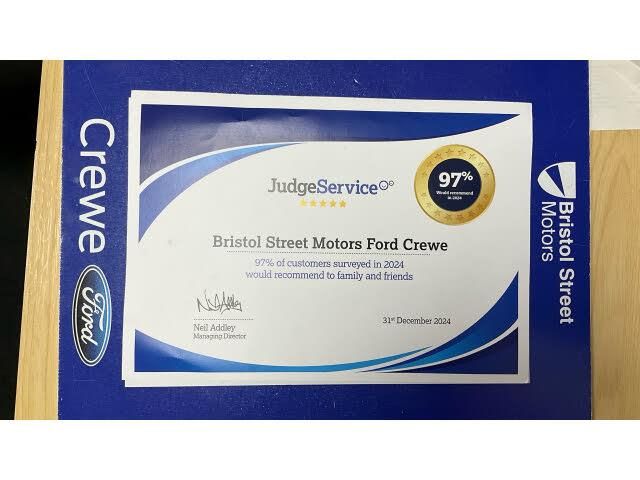 Crewe
Ford
JudgeService
97%
Would recommend
in 2024
Bristol Street Motors Ford Crewe
97% of customers surveyed in 2024
would recommend to family and friends
Neil Addley
Managing Director
31st December 2024
Bristol Street
Motors